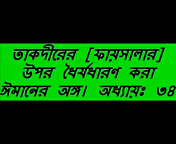 তাকদীরের [ফায়সালার]
উপর ধৈর্যধারণ করা
ঈমানের অঙ্গ। অধ্যায়ঃ ৩৪